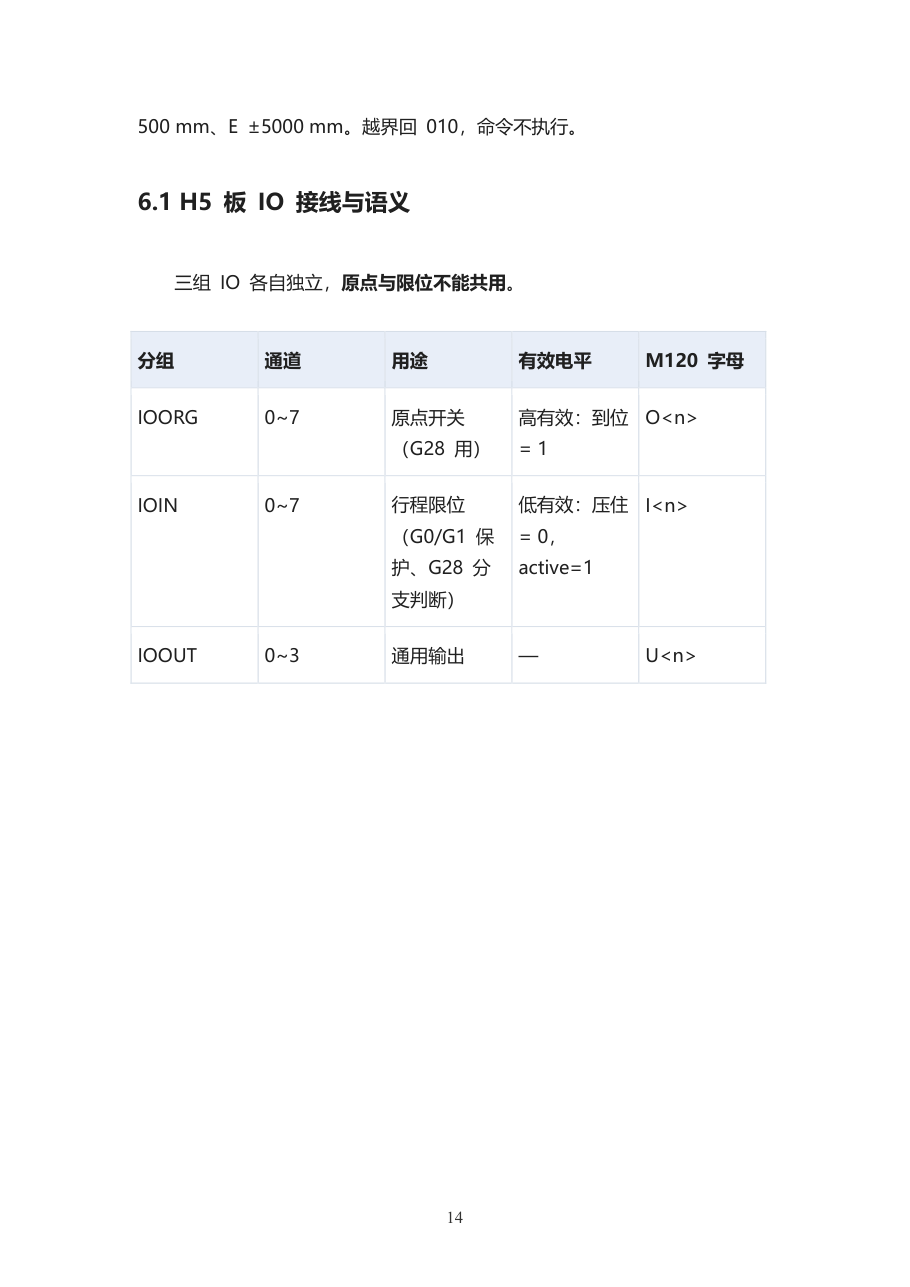 500 mm、E ±5000 mm。越界回 010，命令不执行。
6.1 H5 板 IO 接线与语义
三组 IO 各自独立，原点与限位不能共用。
分组 通道 用途 有效电平 M120 字母
IOORG 0~7 原点开关 高有效：到位 O<n>
（G28 用） = 1
IOIN 0~7 行程限位 低有效：压住 I<n>
（G0/G1 保 = 0，
护、G28 分 active=1
支判断）
IOOUT 0~3 通用输出 — U<n>
14